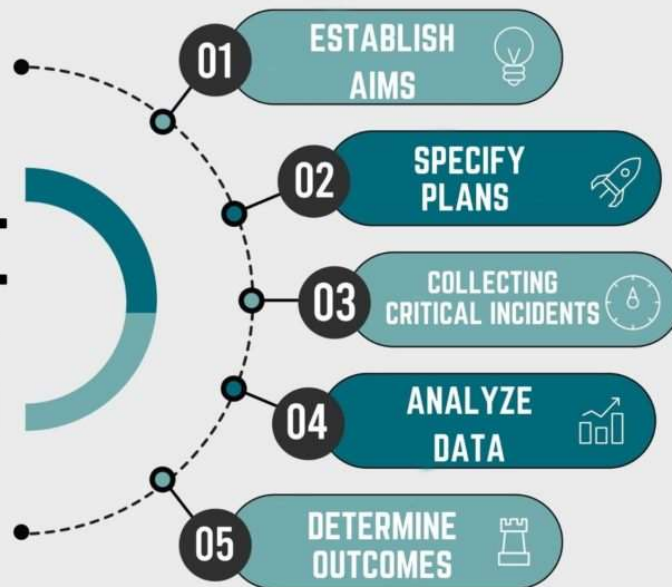 01
ESTABLISH
AIMS
02
SPECIFY
PLANS
03
COLLECTING
CRITICAL INCIDENTS
04
ANALYZE
DATA
05
DETERMINE
OUTCOMES